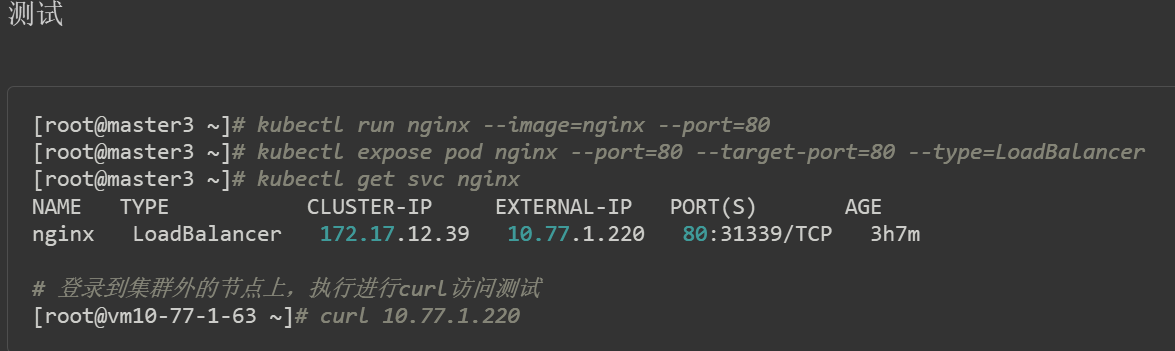 测试
[root@master3 ~]# kubectl run nginx --image=nginx --port=80
[root@master3 ~]# kubectl expose pod nginx --port=80 --target-port=80 --type=LoadBalancer
[root@master3 ~]# kubectl get svc nginx
NAME   TYPE           CLUSTER-IP     EXTERNAL-IP   PORT(S)       AGE
nginx   LoadBalancer   172.17.12.39   10.77.1.220   80:31339/TCP   3h7m
# 登录到集群外的节点上，执行进行curl访问测试
[root@vm10-77-1-63 ~]# curl 10.77.1.220